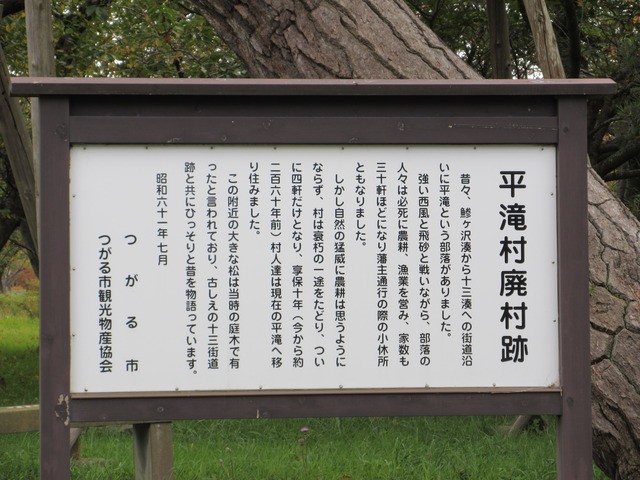 平滝村廃村跡
昔々、鯵ヶ沢湊から十三湊への街道沿
いに平滝という部落がありました。
強い西風と飛砂と戦いながら、部落の
人々は必死に農耕、漁業を営み、家数も
三十軒ほどになり藩主通行の際の小休所
ともなりました。
しかし自然の猛威に農耕は思うように
ならず、村は衰朽の一途をたどり、つい
に四軒だけとなり、享保十年（今から約
二百六十年前）村人達は現在の平滝へ移
り住みました。
この附近の大きな松は当時の庭木で有
ったと言われており、古しえの十三街道
跡と共にひっそりと昔を物語っています。
昭和六十一年七月
つがる市
つがる市観光物産協会